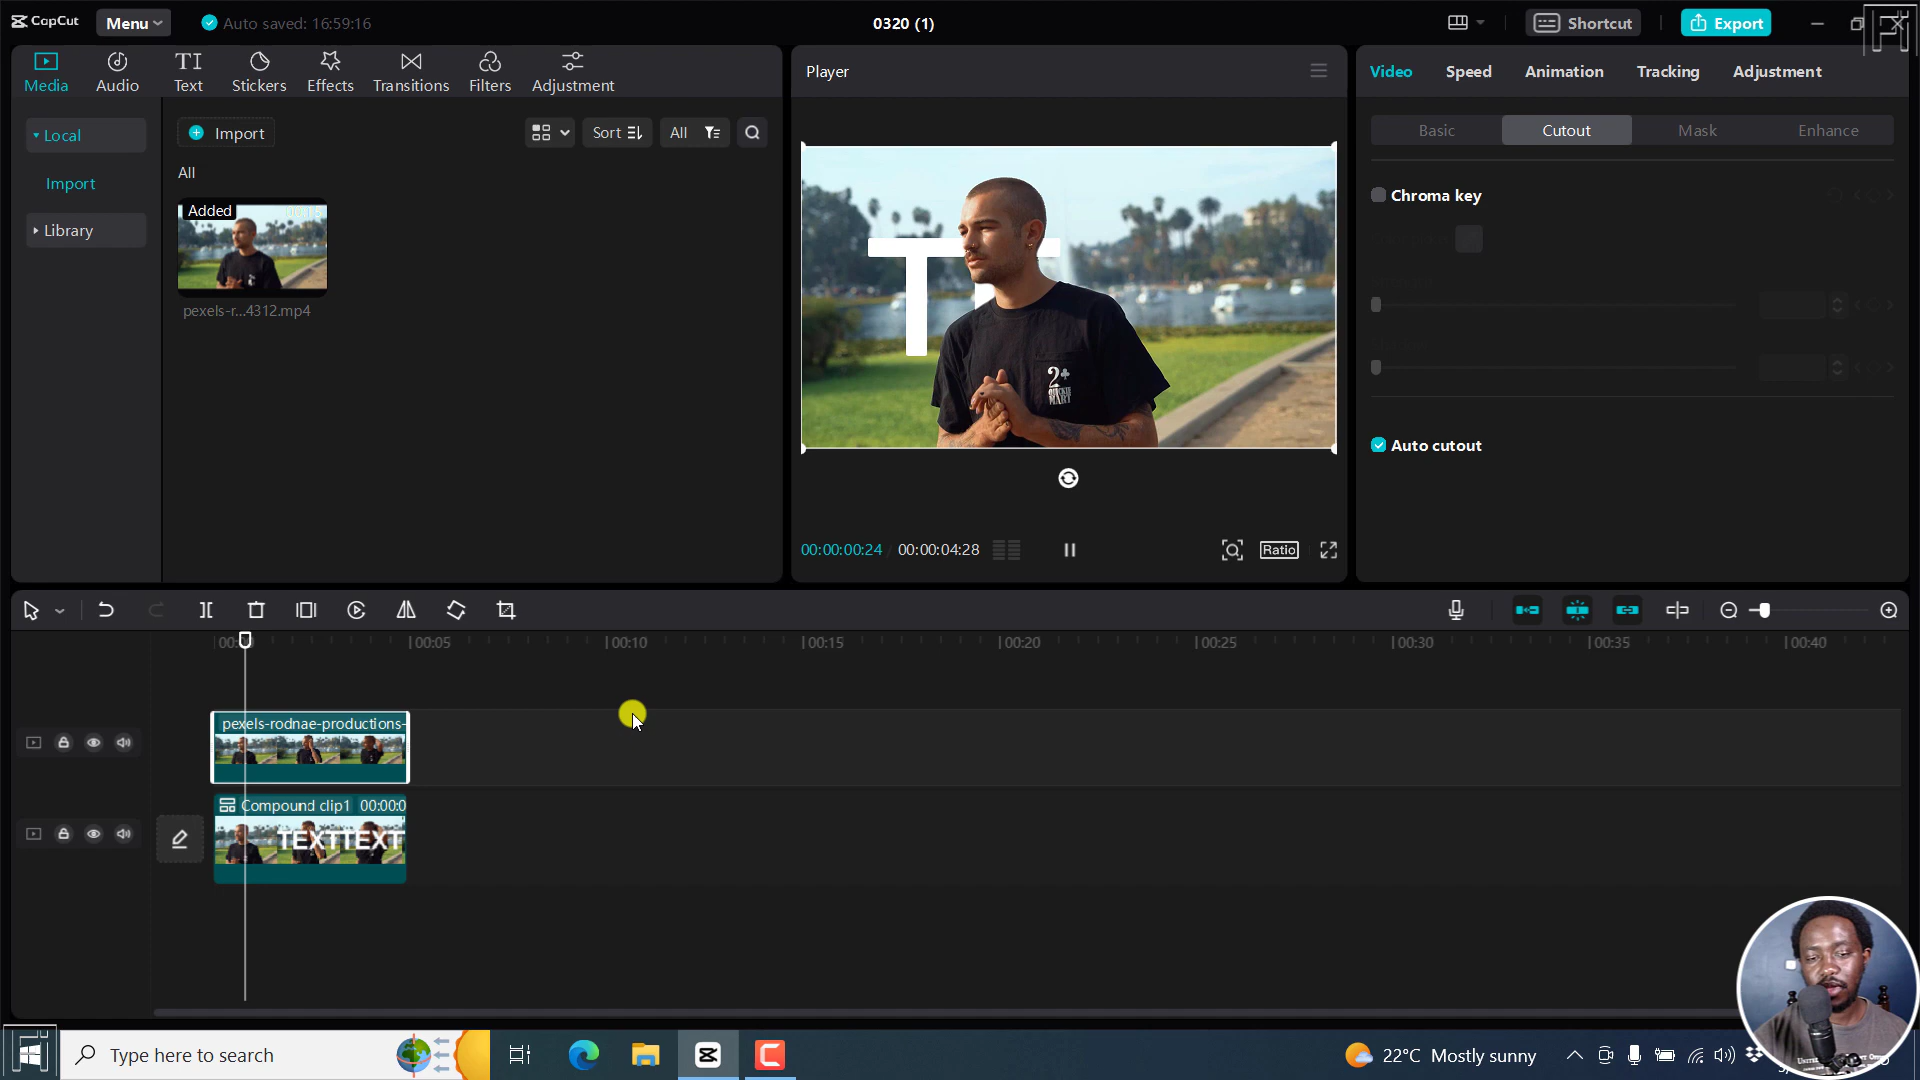 CapCut
Menu
Auto saved: 16:59:16
0320 (1)
Shortcut
Export
Media
Audio
Text
Stickers
Effects
Transitions
Filters
Adjustment
Player
Video
Speed
Animation
Tracking
Adjustment
Local
Import
Library
Import
Sort
All
All
Added
pexels-r...4312.mp4
Basic
Cutout
Mask
Enhance
Chroma key
Auto cutout
T
2
QUICKIE
MART
00:00:00:24
00:00:04:28
Ratio
00:05
00:10
00:15
00:20
00:25
00:30
00:35
00:40
pexels-rodnae-productions-
Compound clip1 00:00:0
TEXTTEXT
Type here to search
22°C Mostly sunny